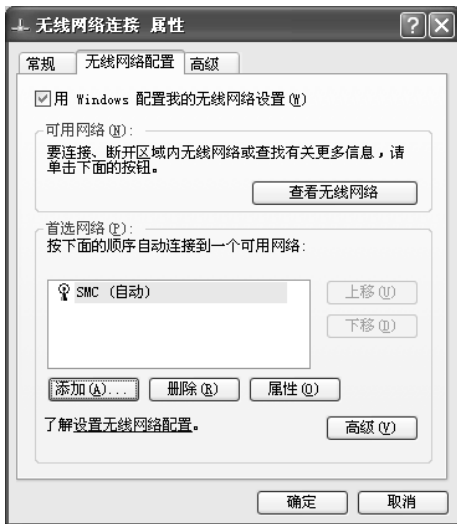 无线网络连接 属性
常规 无线网络配置 高级
用 Windows 配置我的无线网络设置(W)
可用网络(N):
要连接、断开区域内无线网络或查找有关更多信息，请
单击下面的按钮。
查看无线网络
首选网络(P):
按下面的顺序自动连接到一个可用网络:
SMC (自动)
上移(U)
下移(D)
添加(A)... 删除(R) 属性(O)
了解设置无线网络配置。
高级(V)
确定 取消